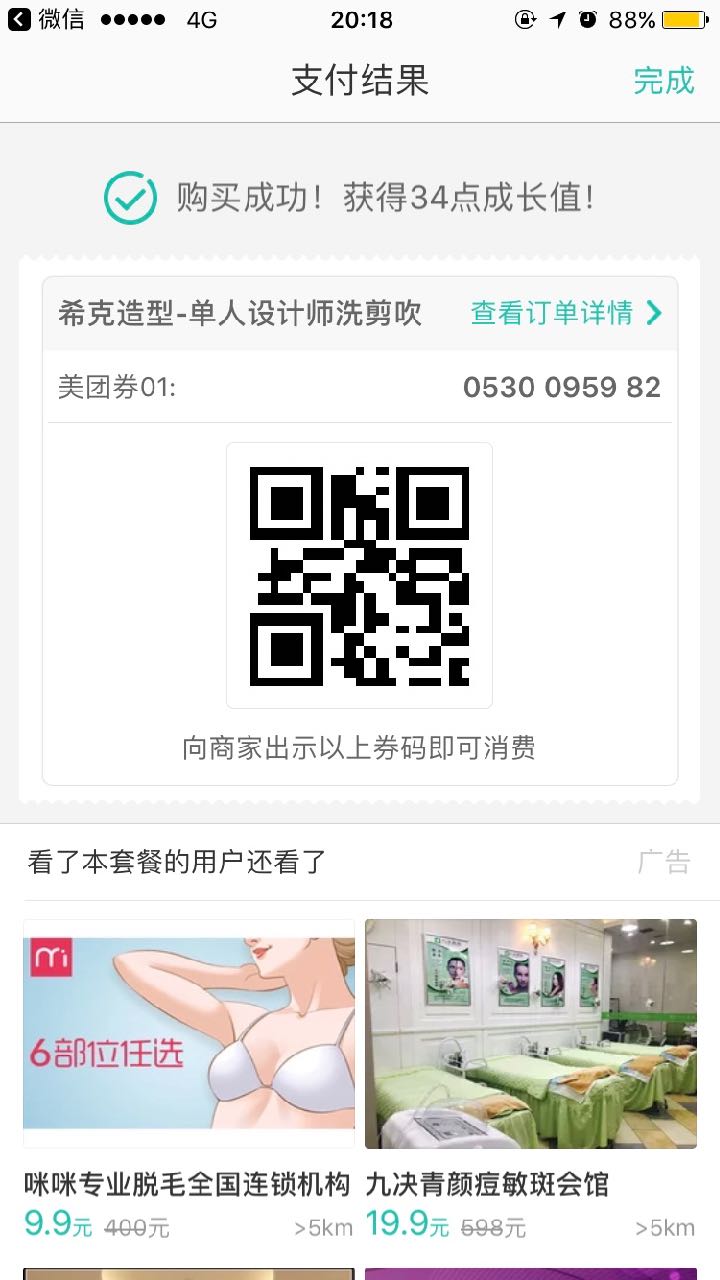 微信 4G 20:18 88%
支付结果 完成
购买成功！获得34点成长值！
希克造型-单人设计师洗剪吹 查看订单详情
美团券01: 0530 0959 82
向商家出示以上券码即可消费
看了本套餐的用户还看了 广告
mi
6部位任选
咪咪专业脱毛全国连锁机构
9.9元 400元 >5km
九决青颜痘敏斑会馆
19.9元 598元 >5km